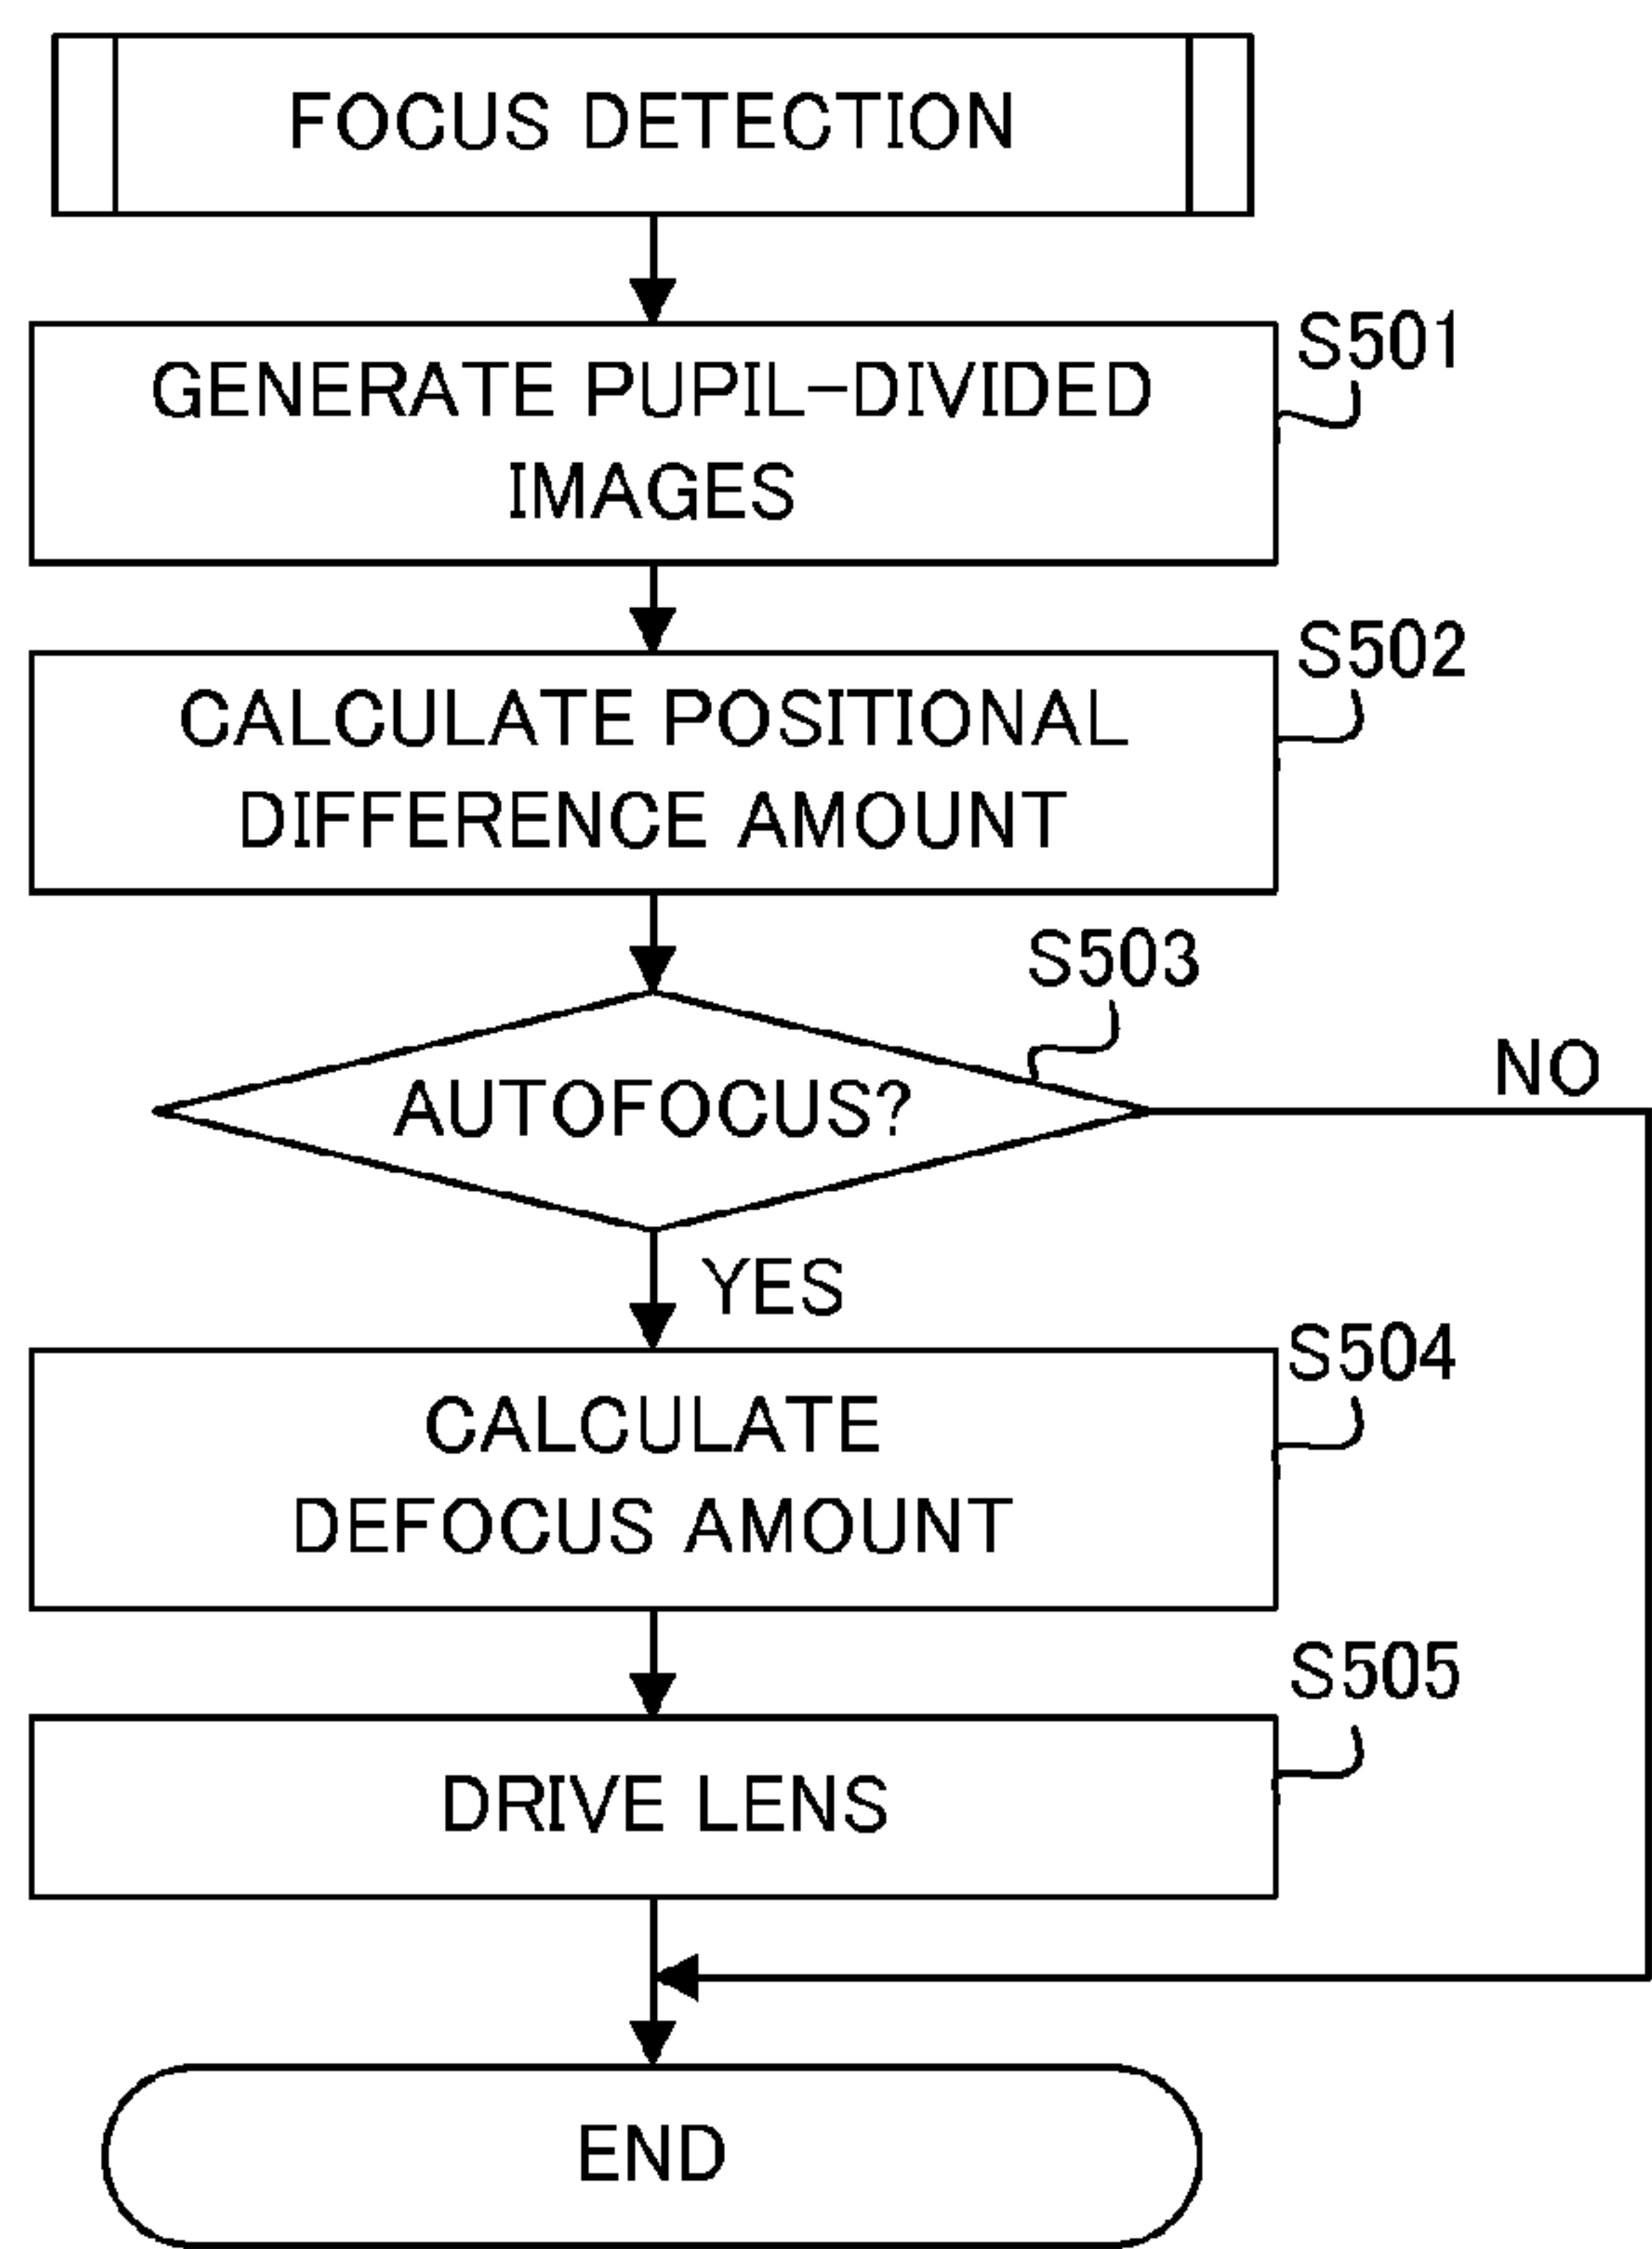 FOCUS DETECTION
S501
GENERATE PUPIL-DIVIDED
IMAGES
S502
CALCULATE POSITIONAL
DIFFERENCE AMOUNT
S503
AUTOFOCUS?
NO
YES
S504
CALCULATE
DEFOCUS AMOUNT
S505
DRIVE LENS
END